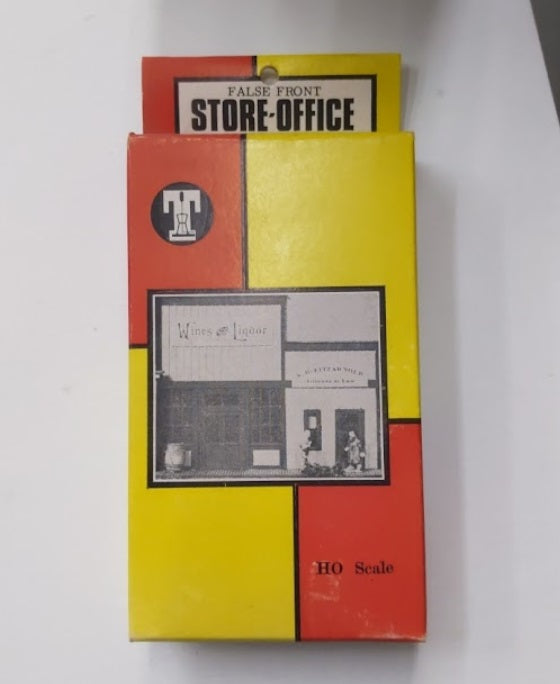 FALSE FRONT
STORE-OFFICE
T
Wines & Liquor
HO Scale